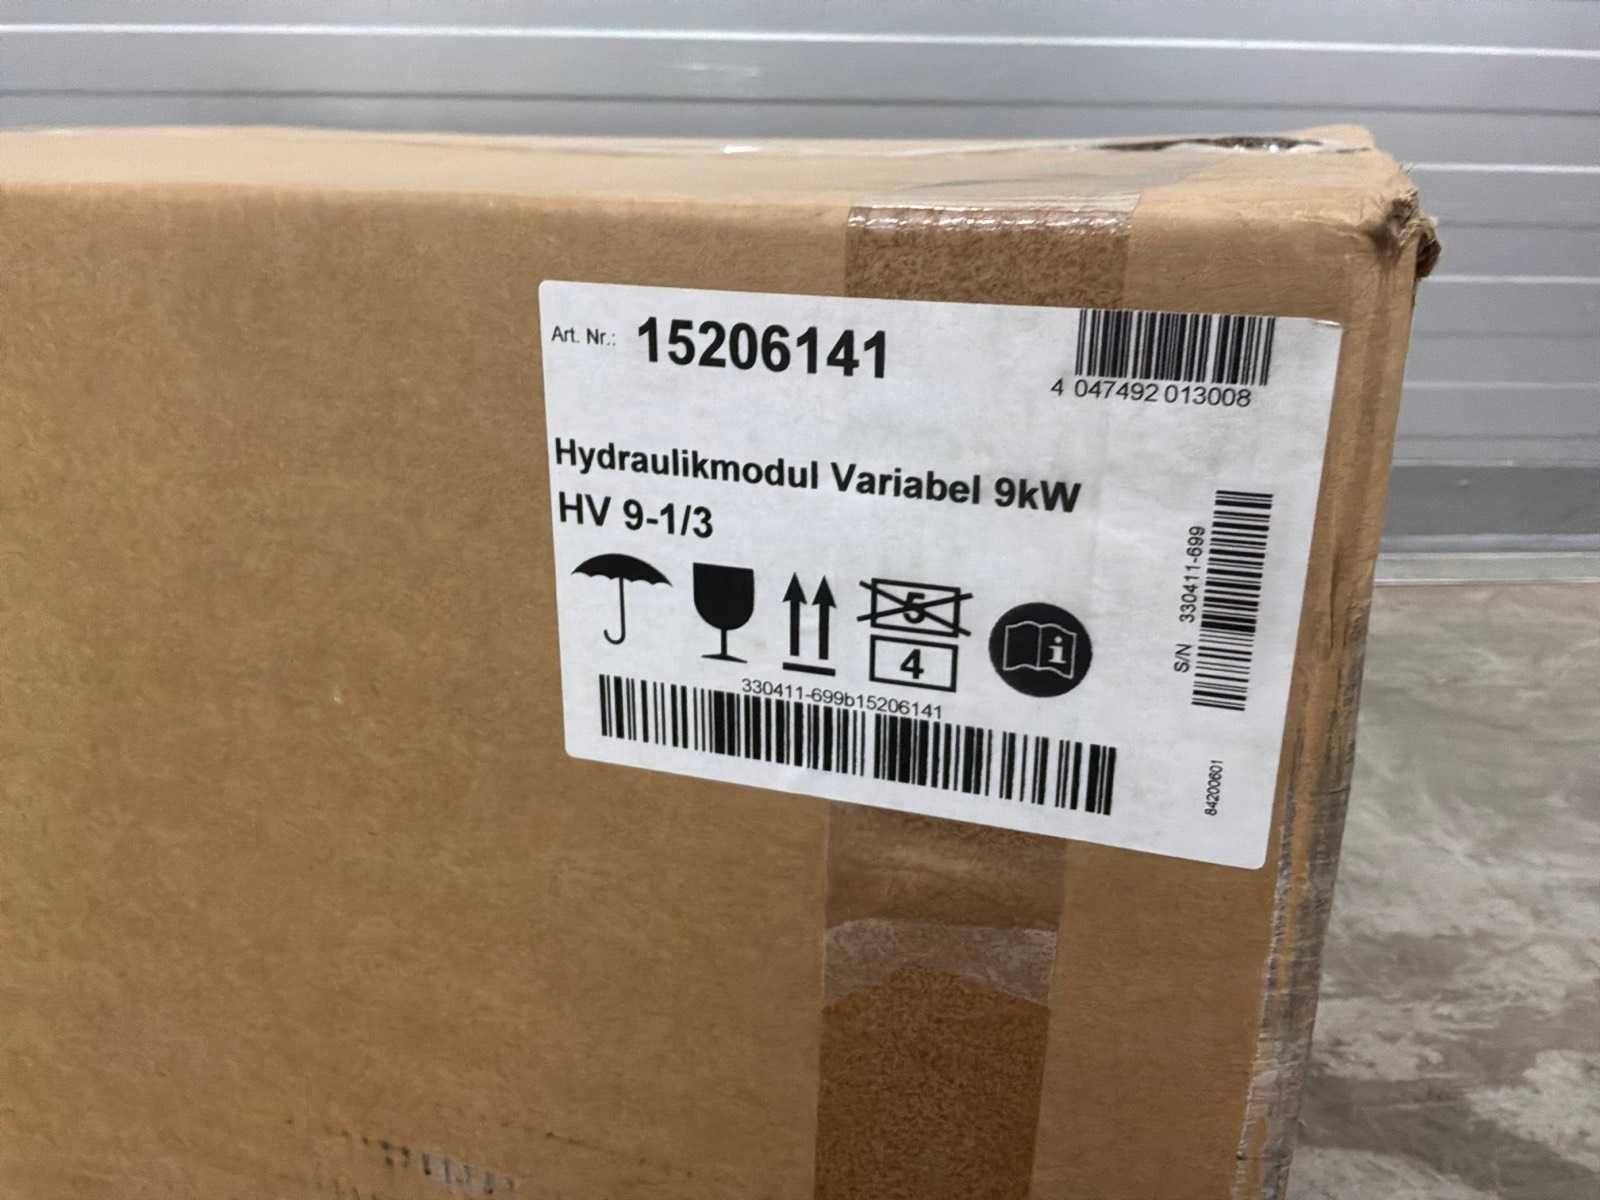 Art. Nr.: 15206141
4 047492 013008
Hydraulikmodul Variabel 9kW
HV 9-1/3
5
4
i
S/N 330411-699
330411-699b15206141
84200601